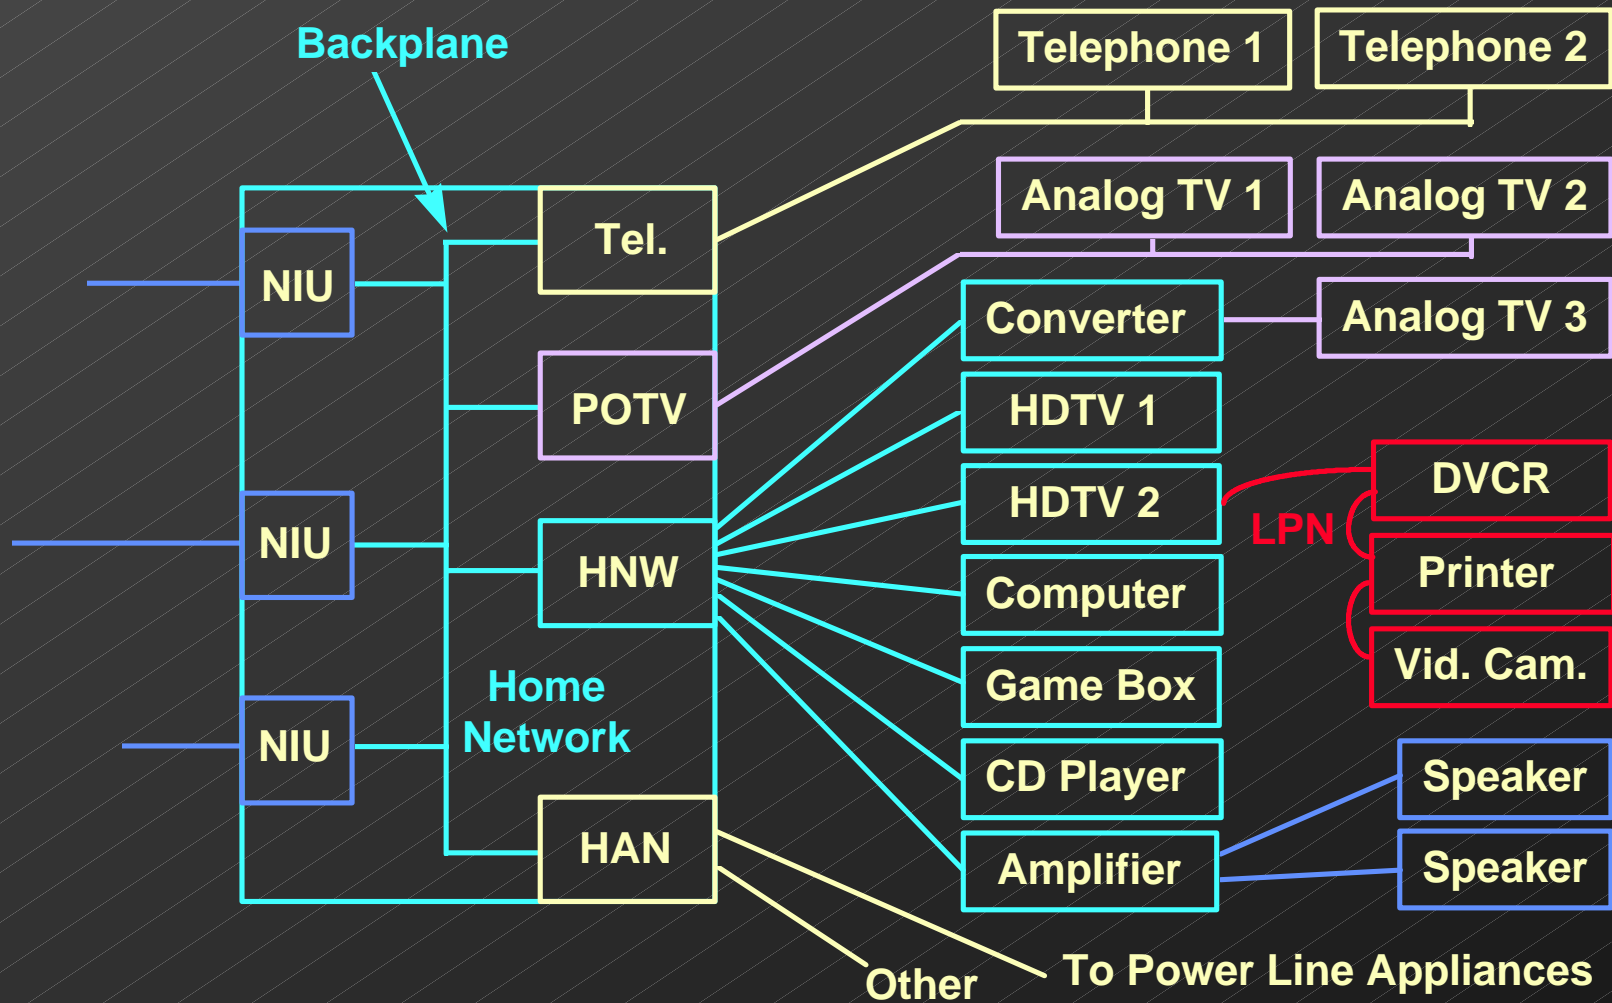 Backplane
Telephone 1
Telephone 2
Analog TV 1
Analog TV 2
Tel.
NIU
Converter
Analog TV 3
POTV
HDTV 1
HDTV 2
DVCR
LPN
NIU
HNW
Computer
Printer
Home
Network
Game Box
Vid. Cam.
NIU
CD Player
Speaker
HAN
Amplifier
Speaker
Other
To Power Line Appliances